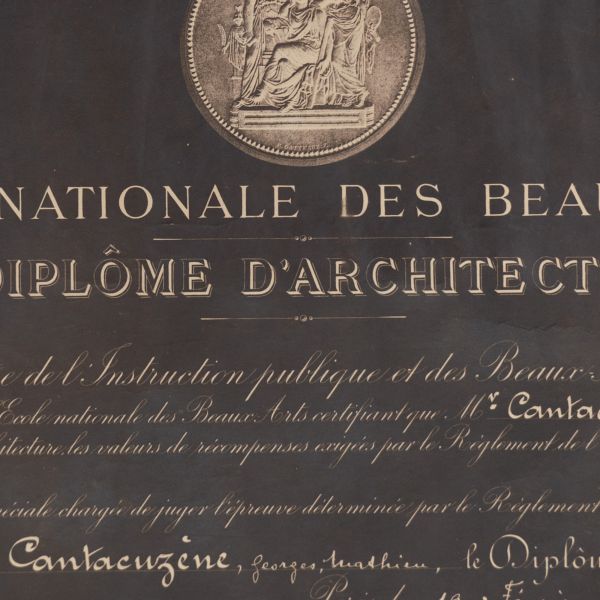 NATIONALE DES BEAU
DIPLÔME D'ARCHITECT
e de l'Instruction publique et des Beaux-
Ecole nationale des Beaux-Arts certifiant que Mr. Cantac
hitecture, les valeurs de récompenses exigées par le Règlement de l'
péciale chargée de juger l'épreuve déterminée par le Règlement
Cantacuzène, Georges, Mathieu, le Diplô